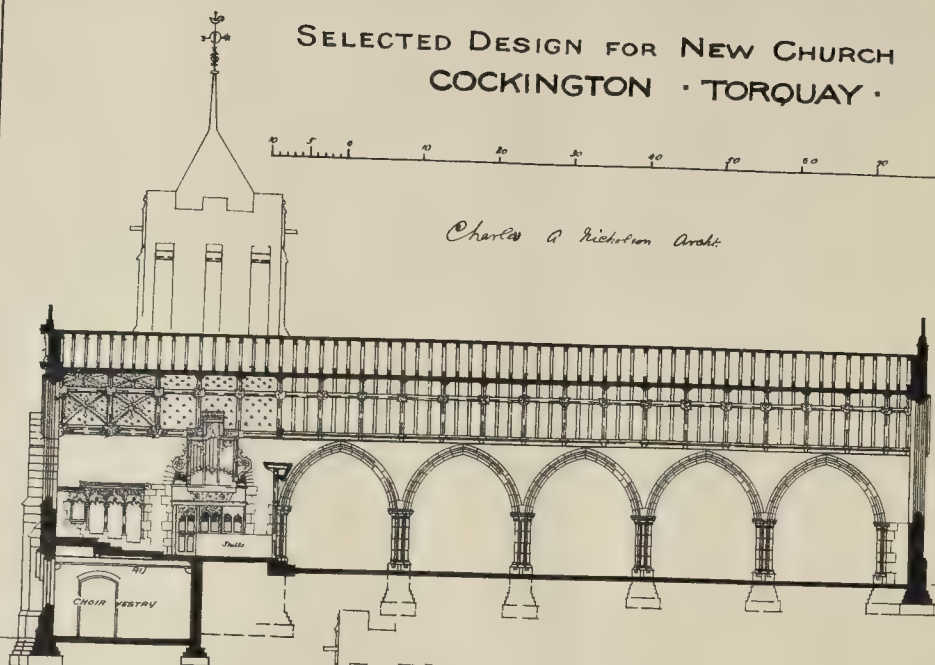 SELECTED DESIGN FOR NEW CHURCH
COCKINGTON · TORQUAY ·
10 5 0 10 20 30 40 50 60 70
Charles A Nicholson Archt.
Stalls
CHOIR VESTRY